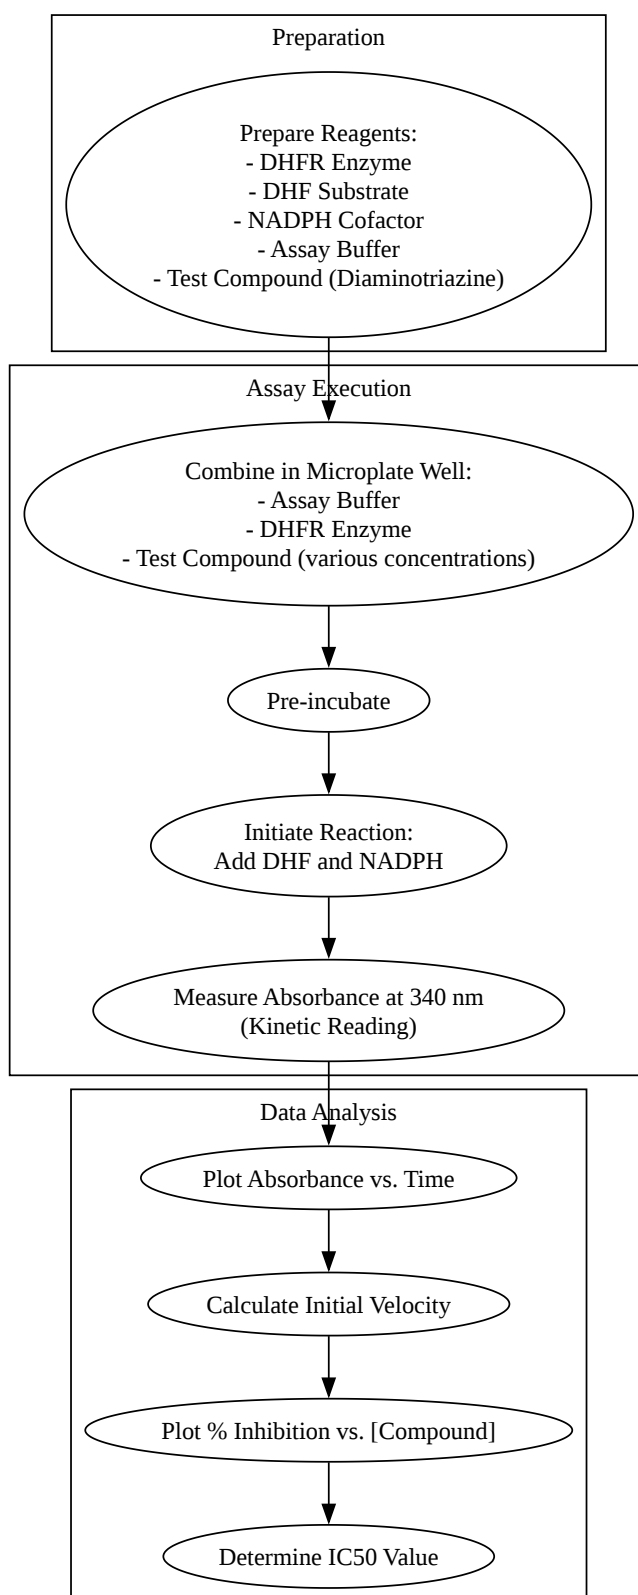 Preparation
Prepare Reagents:
- DHFR Enzyme
- DHF Substrate
- NADPH Cofactor
- Assay Buffer
- Test Compound (Diaminotriazine)
Assay Execution
Combine in Microplate Well:
- Assay Buffer
- DHFR Enzyme
- Test Compound (various concentrations)
Pre-incubate
Initiate Reaction:
Add DHF and NADPH
Measure Absorbance at 340 nm
(Kinetic Reading)
Data Analysis
Plot Absorbance vs. Time
Calculate Initial Velocity
Plot % Inhibition vs. [Compound]
Determine IC50 Value